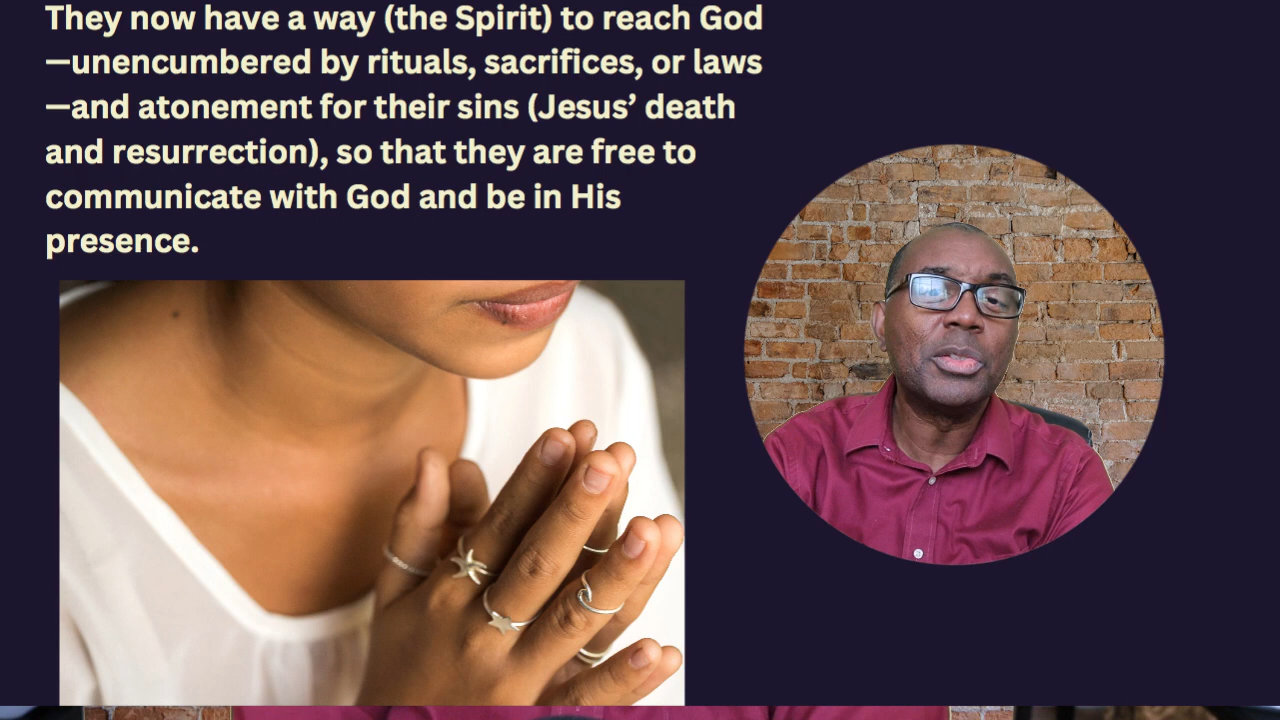 They now have a way (the Spirit) to reach God
—unencumbered by rituals, sacrifices, or laws
—and atonement for their sins (Jesus’ death
and resurrection), so that they are free to
communicate with God and be in His
presence.